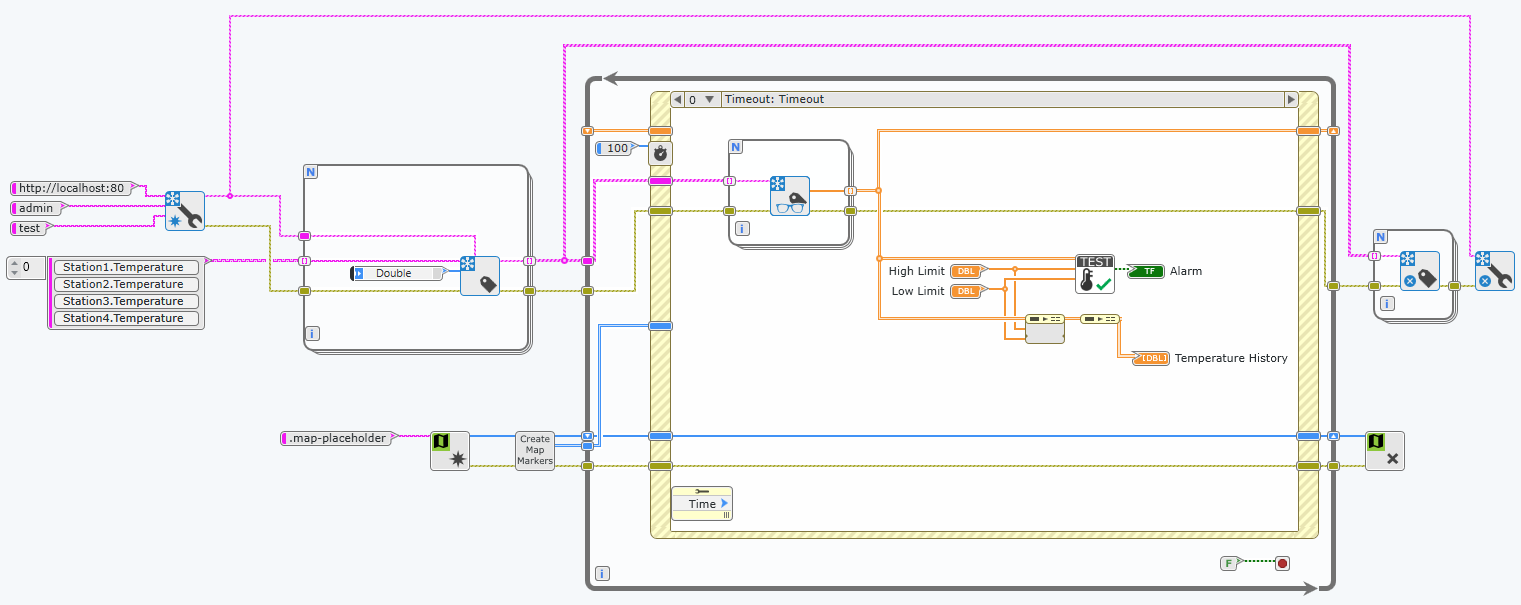 0
Timeout: Timeout
100
N
N
http://localhost:80
admin
test
N
0
Station1.Temperature
Station2.Temperature
Station3.Temperature
Station4.Temperature
Double
i
i
TEST
High Limit
DBL
TF
Alarm
Low Limit
DBL
i
[DBL]
Temperature History
.map-placeholder
Create
Map
Markers
Time
F
i